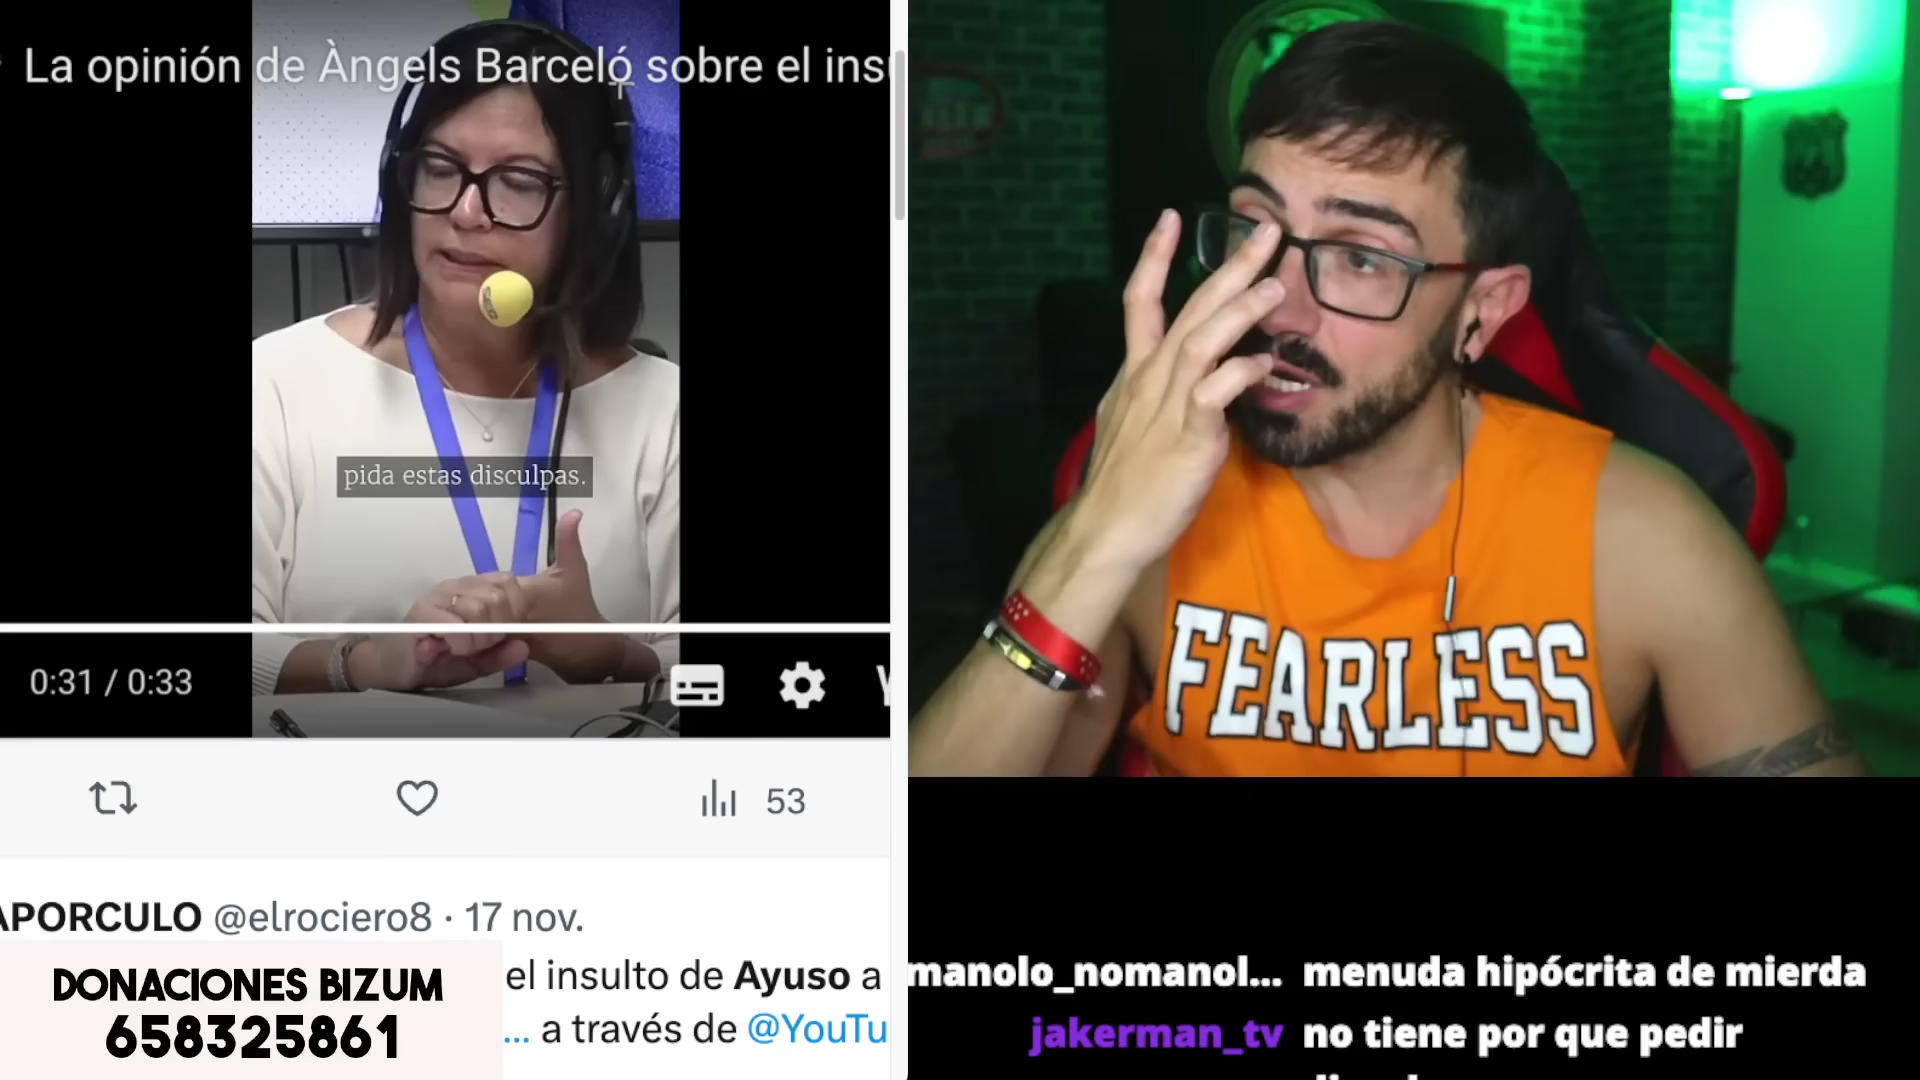 La opinión de Àngels Barceló sobre el ins
pida estas disculpas.
0:31 / 0:33
53
APORCULO @elrociero8 · 17 nov.
el insulto de Ayuso a
... a través de @YouTu
DONACIONES BIZUM
658325861
FEARLESS
manolo_nomanol... menuda hipócrita de mierda
jakerman_tv no tiene por que pedir